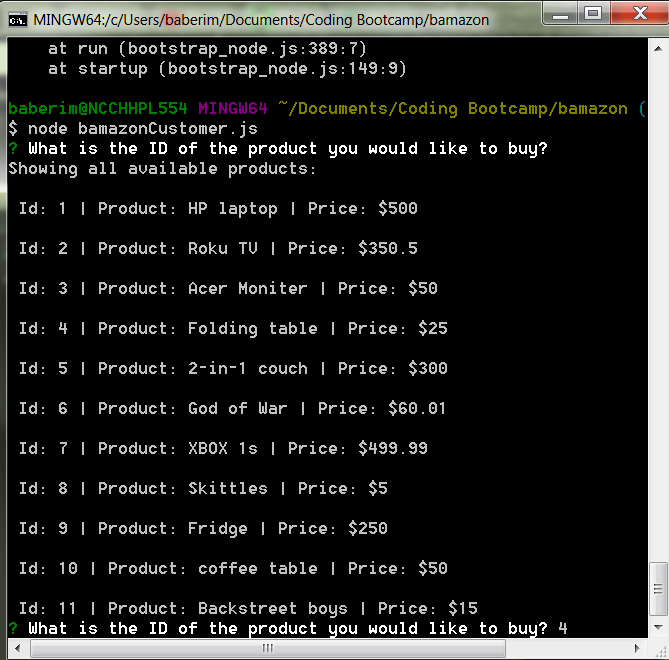 MINGW64:/c/Users/baberim/Documents/Coding Bootcamp/bamazon
at run (bootstrap_node.js:389:7)
at startup (bootstrap_node.js:149:9)
baberim@NCCHHPL554 MINGW64 ~/Documents/Coding Bootcamp/bamazon (
$ node bamazonCustomer.js
? What is the ID of the product you would like to buy?
Showing all available products:
Id: 1 | Product: HP laptop | Price: $500
Id: 2 | Product: Roku TV | Price: $350.5
Id: 3 | Product: Acer Moniter | Price: $50
Id: 4 | Product: Folding table | Price: $25
Id: 5 | Product: 2-in-1 couch | Price: $300
Id: 6 | Product: God of War | Price: $60.01
Id: 7 | Product: XBOX 1s | Price: $499.99
Id: 8 | Product: Skittles | Price: $5
Id: 9 | Product: Fridge | Price: $250
Id: 10 | Product: coffee table | Price: $50
Id: 11 | Product: Backstreet boys | Price: $15
? What is the ID of the product you would like to buy? 4